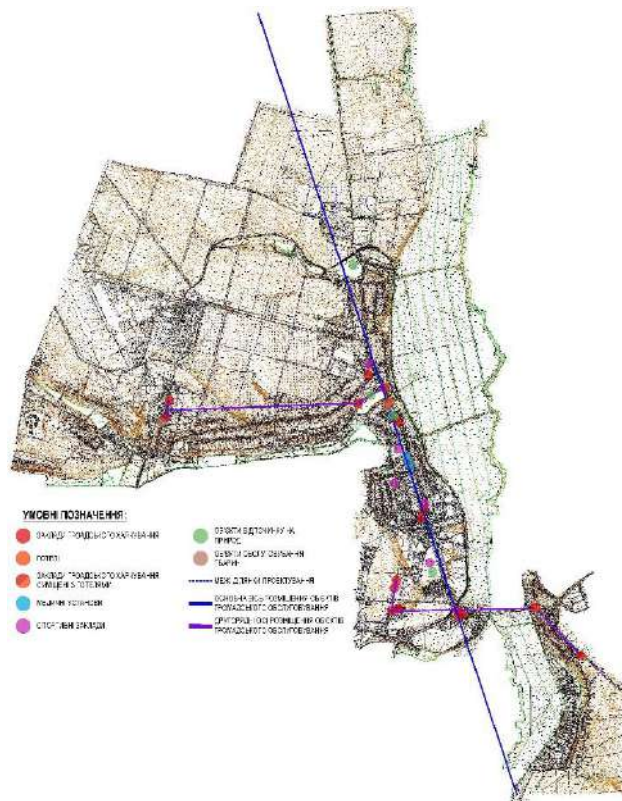 УМОВНІ ПОЗНАЧЕННЯ:
ЗАКЛАДИ ГРОМАДСЬКОГО ХАРЧУВАННЯ
ГОТЕЛІ
ЗАКЛАДИ ГРОМАДСЬКОГО ХАРЧУВАННЯ
СУМІЩЕНІ З ГОТЕЛЯМИ
МЕДИЧНІ УСТАНОВИ
СПОРТИВНІ ЗАКЛАДИ
ОБ'ЄКТИ ВІДПОЧИНКУ НА
ПРИРОДІ
ОБ'ЄКТИ ОБСЛУГОВУВАННЯ
ТВАРИН
МЕЖІ ДІЛЯНКИ ПРОЕКТУВАННЯ
ОСНОВНА ВІСЬ РОЗМІЩЕННЯ ОБ'ЄКТІВ
ГРОМАДСЬКОГО ОБСЛУГОВУВАННЯ
ДРУГОРЯДНІ ОСІ РОЗМІЩЕННЯ ОБ'ЄКТІВ
ГРОМАДСЬКОГО ОБСЛУГОВУВАННЯ